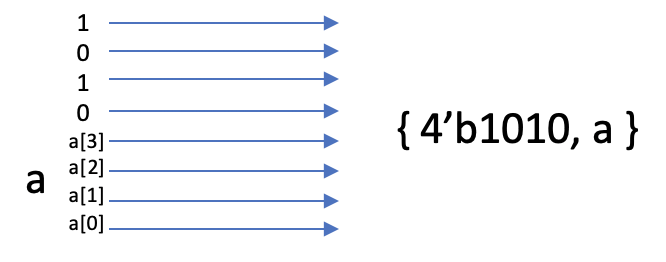 1
0
1
0
a[3]
a[2]
a[1]
a[0]
a
{ 4’b1010, a }